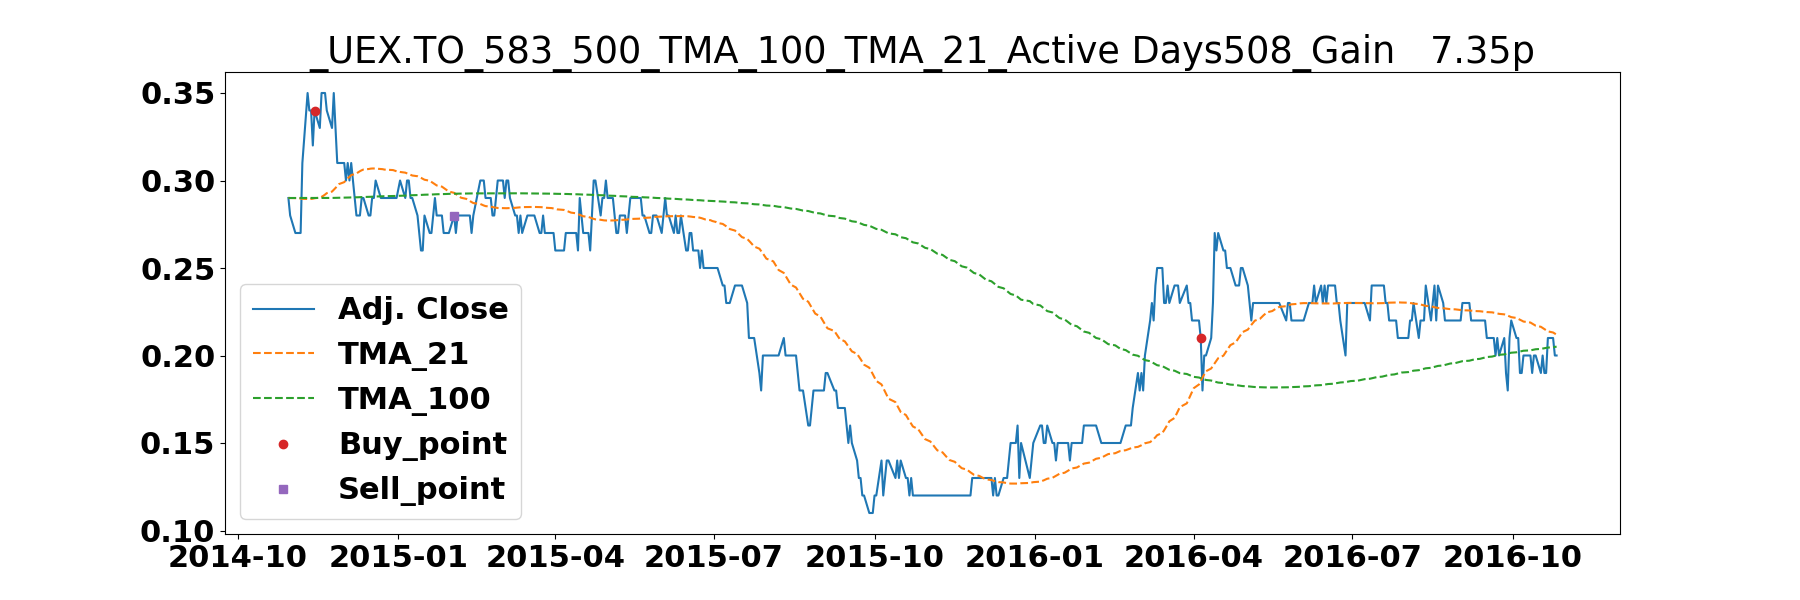 _UEX.TO_583_500_TMA_100_TMA_21_Active Days508_Gain   7.35p
0.35
0.30
0.25
0.20
0.15
0.10
Adj. Close
TMA_21
TMA_100
Buy_point
Sell_point
2014-10 2015-01 2015-04 2015-07 2015-10 2016-01 2016-04 2016-07 2016-10